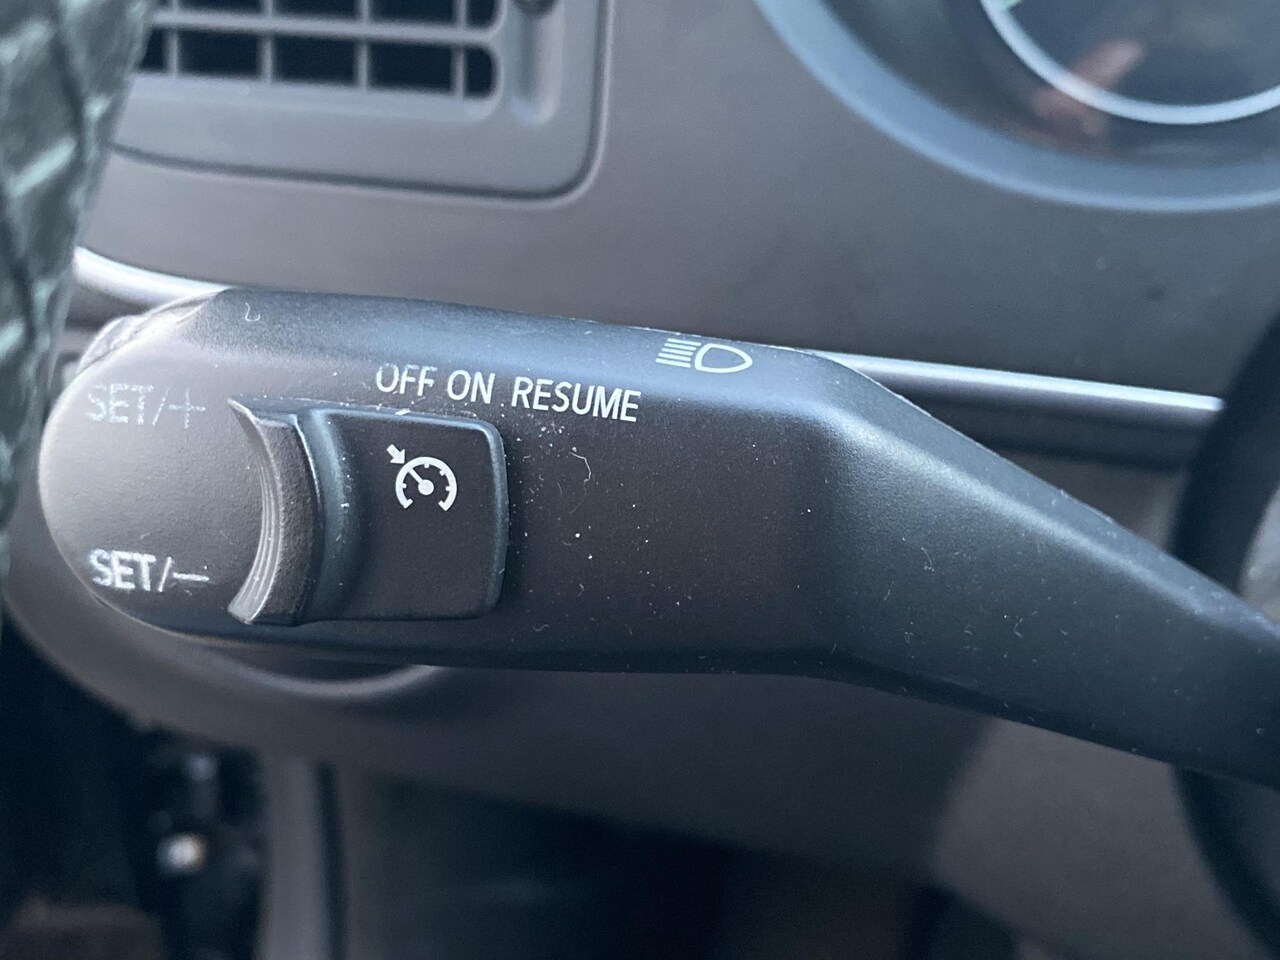 OFF ON RESUME
SET/+
SET/−